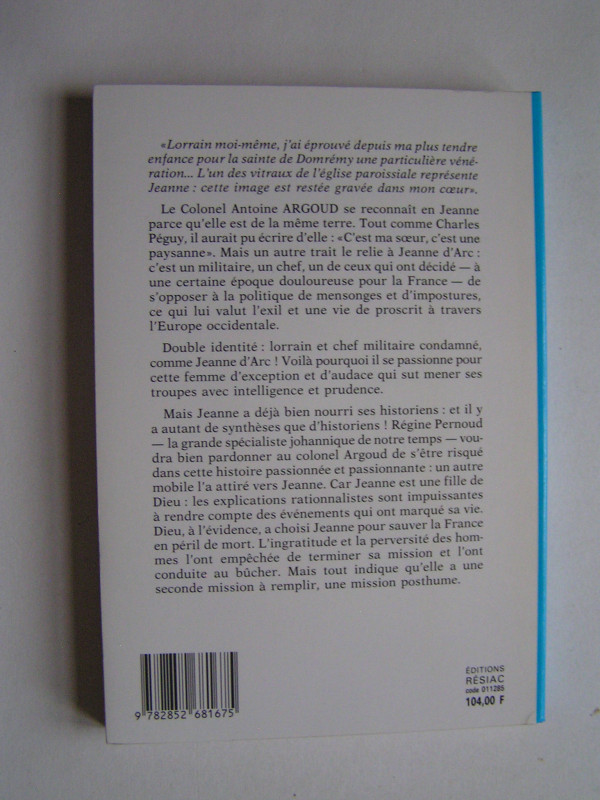 «Lorrain moi-même, j'ai éprouvé depuis ma plus tendre
enfance pour la sainte de Domrémy une particulière véné-
ration... L'un des vitraux de l'église paroissiale représente
Jeanne : cette image est restée gravée dans mon cœur».
Le Colonel Antoine ARGOUD se reconnaît en Jeanne
parce qu'elle est de la même terre. Tout comme Charles
Péguy, il aurait pu écrire d'elle : «C'est ma sœur, c'est une
paysanne». Mais un autre trait le relie à Jeanne d'Arc :
c'est un militaire, un chef, un de ceux qui ont décidé — à
une certaine époque douloureuse pour la France — de
s'opposer à la politique de mensonges et d'impostures,
ce qui lui valut l'exil et une vie de proscrit à travers
l'Europe occidentale.
Double identité : lorrain et chef militaire condamné,
comme Jeanne d'Arc ! Voilà pourquoi il se passionne pour
cette femme d'exception et d'audace qui sut mener ses
troupes avec intelligence et prudence.
Mais Jeanne a déjà bien nourri ses historiens : et il y
a autant de synthèses que d'historiens ! Régine Pernoud
— la grande spécialiste johannique de notre temps — vou-
dra bien pardonner au colonel Argoud de s'être risqué
dans cette histoire passionnée et passionnante : un autre
mobile l'a attiré vers Jeanne. Car Jeanne est une fille de
Dieu : les explications rationnalistes sont impuissantes
à rendre compte des événements qui ont marqué sa vie.
Dieu, à l'évidence, a choisi Jeanne pour sauver la France
en péril de mort. L'ingratitude et la perversité des hom-
mes l'ont empêchée de terminer sa mission et l'ont
conduite au bûcher. Mais tout indique qu'elle a une
seconde mission à remplir, une mission posthume.
ÉDITIONS
RÉSIAC
code 011285
104,00 F
9 782852 681675